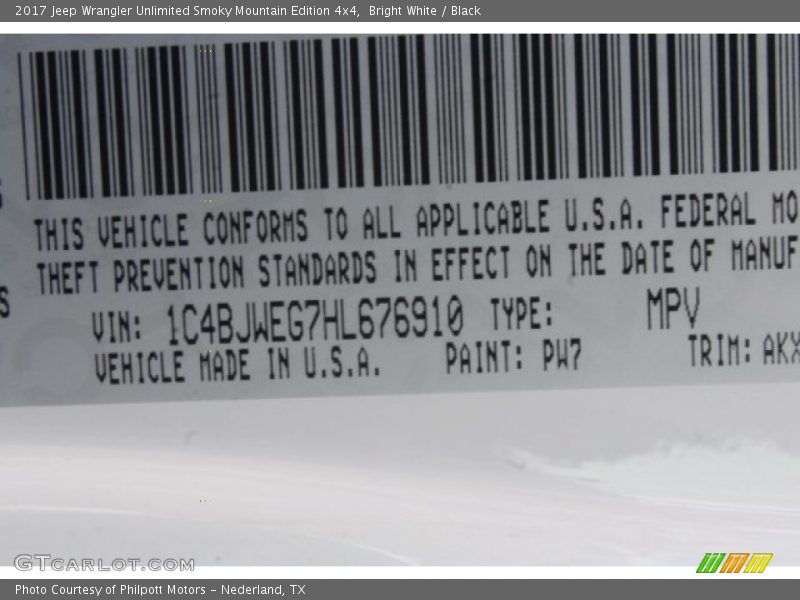 2017 Jeep Wrangler Unlimited Smoky Mountain Edition 4x4, Bright White / Black
THIS VEHICLE CONFORMS TO ALL APPLICABLE U.S.A. FEDERAL MO
THEFT PREVENTION STANDARDS IN EFFECT ON THE DATE OF MANUF
S
VIN: 1C4BJWEG7HL676910 TYPE: MPV
VEHICLE MADE IN U.S.A. PAINT: PW7 TRIM: AKX
GTCARLOT.COM
Photo Courtesy of Philpott Motors - Nederland, TX